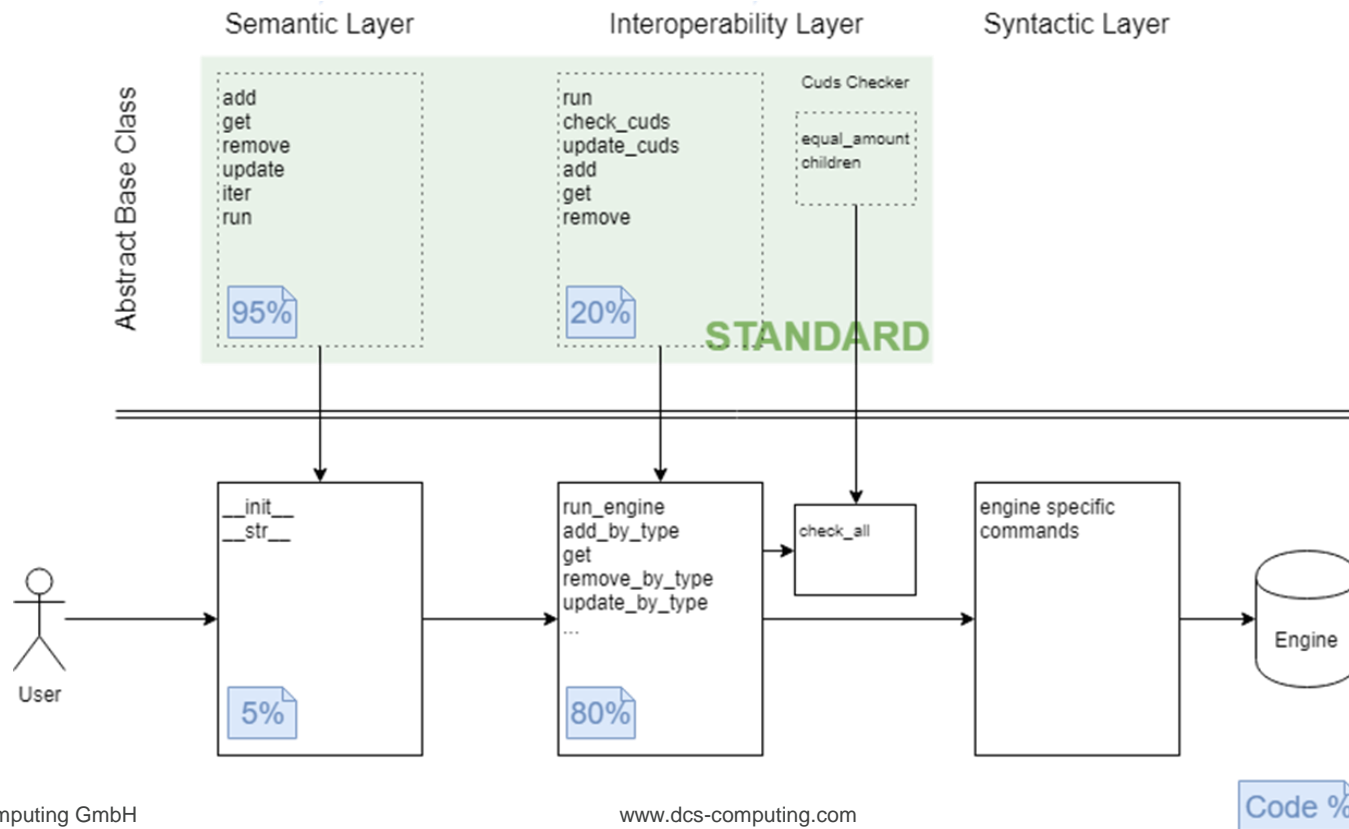 Semantic Layer
Interoperability Layer
Syntactic Layer
Abstract Base Class
add
get
remove
update
iter
run
95%
run
check_cuds
update_cuds
add
get
remove
20%
Cuds Checker
equal_amount
children
STANDARD
__init__
__str__
5%
run_engine
add_by_type
get
remove_by_type
update_by_type
...
80%
check_all
engine specific
commands
User
Engine
mputing GmbH
www.dcs-computing.com
Code %